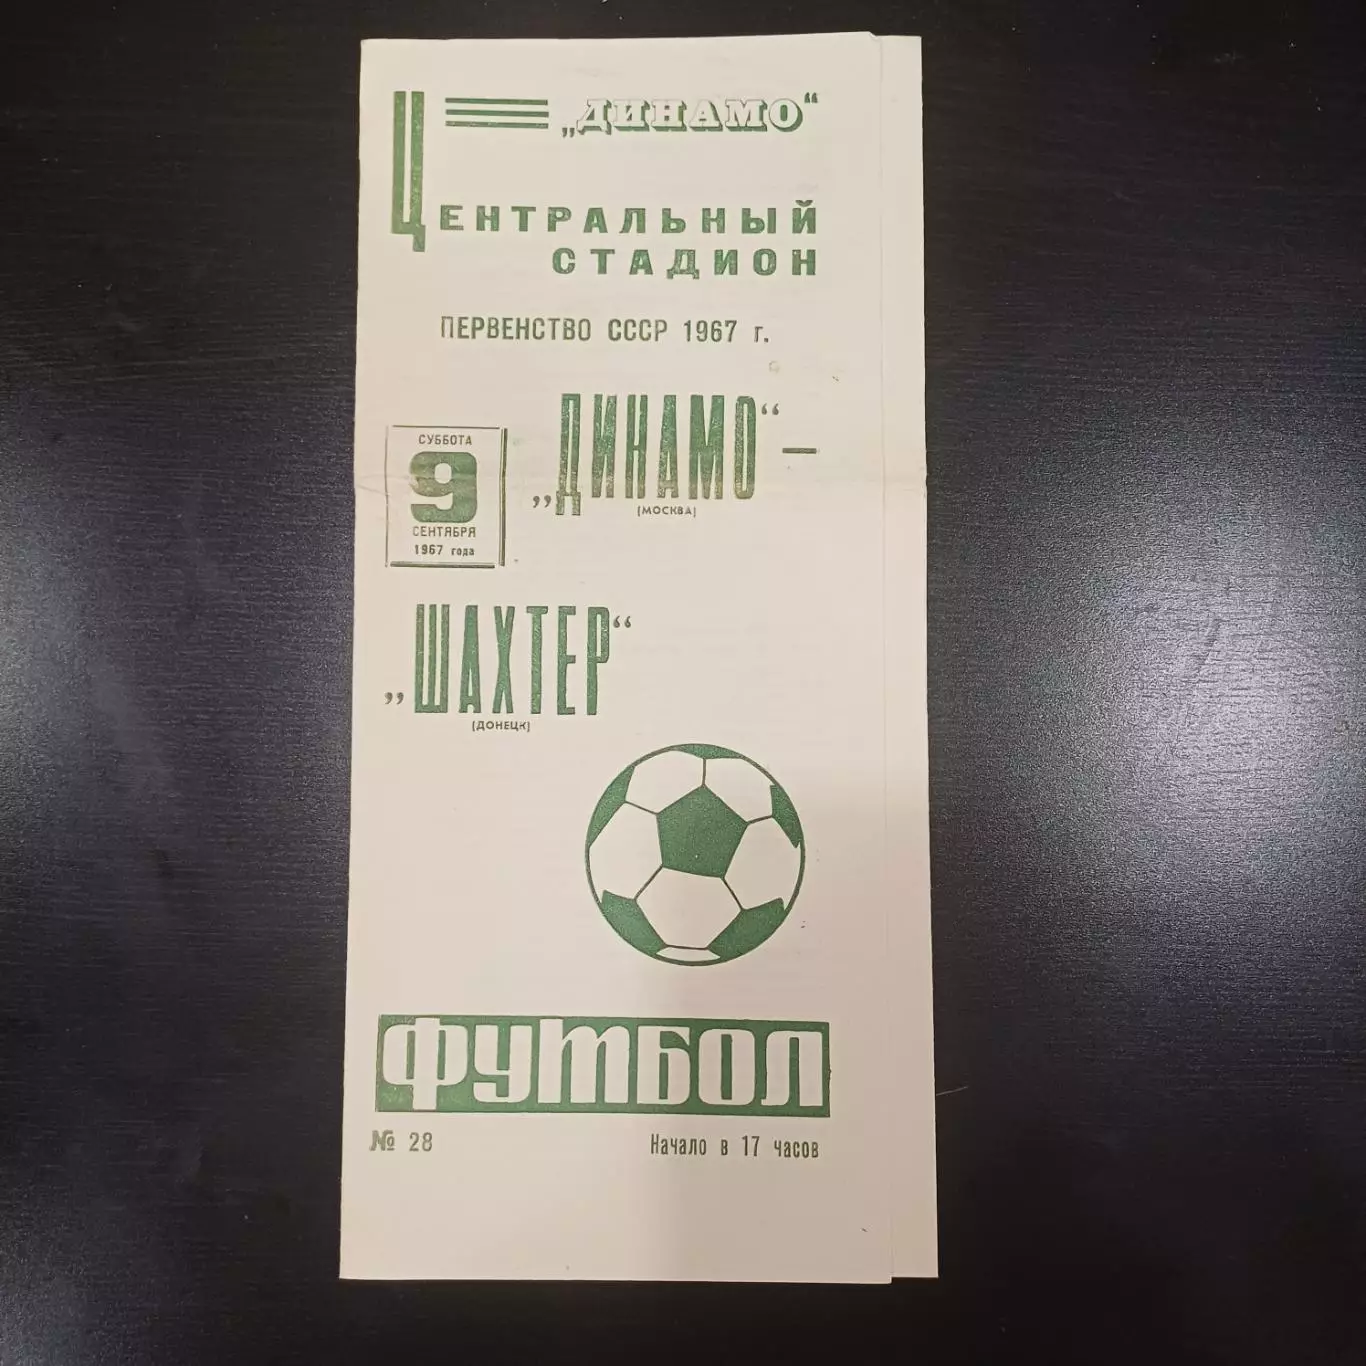 „ДИНАМО“
ЦЕНТРАЛЬНЫЙ
СТАДИОН
ПЕРВЕНСТВО СССР 1967 г.
СУББОТА
9
СЕНТЯБРЯ
1967 года
„ДИНАМО“ –
(МОСКВА)
„ШАХТЕР“
(ДОНЕЦК)
ФУТБОЛ
№ 28 Начало в 17 часов